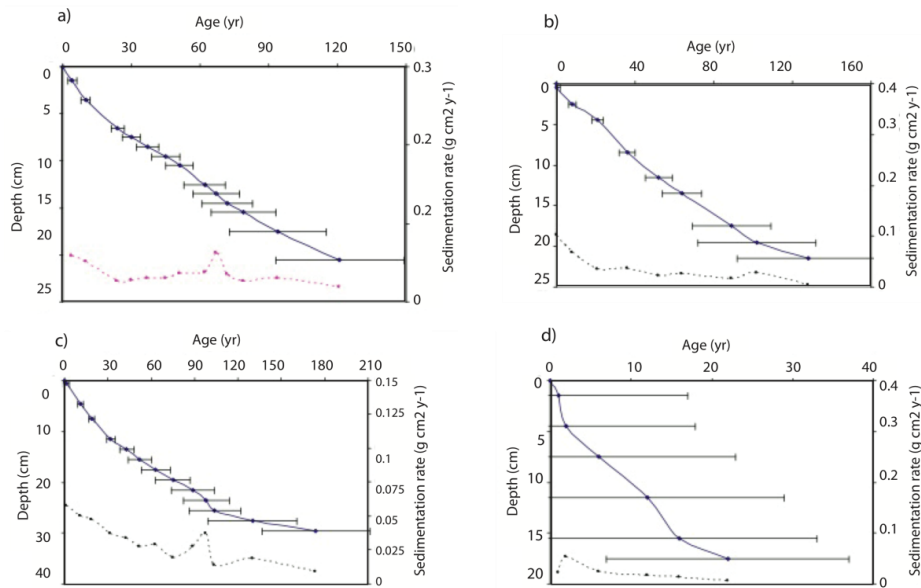 a)
Age (yr)
0 30 60 90 120 150
0
5
10
15
20
25
Depth (cm)
0.3
0.2
0.2
0
Sedimentation rate (g cm2 y-1)
b)
Age (yr)
0 40 80 120 160
0
5
10
15
20
25
Depth (cm)
0.4
0.3
0.2
0.1
0
Sedimentation rate (g cm2 y-1)
c)
Age (yr)
0 30 60 90 120 150 180 210
0
10
20
30
40
Depth (cm)
0.15
0.125
0.1
0.075
0.05
0.025
0
Sedimentation rate (g cm2 y-1)
d)
Age (yr)
0 10 20 30 40
0
5
10
15
20
Depth (cm)
0.4
0.3
0.2
0.1
0
Sedimentation rate (g cm2 y-1)